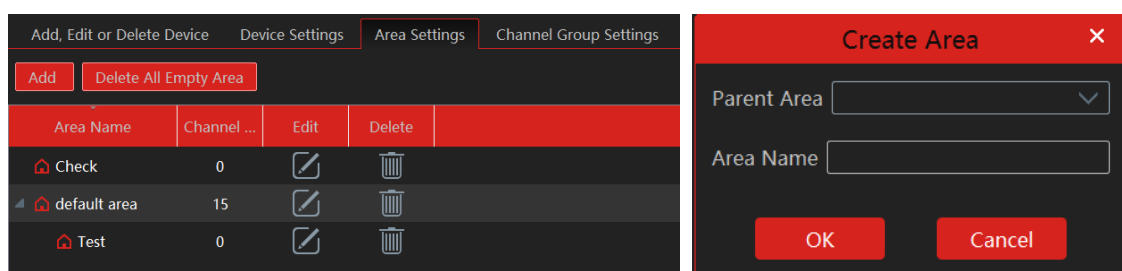 Add, Edit or Delete Device Device Settings Area Settings Channel Group Settings
Add Delete All Empty Area
Area Name Channel ... Edit Delete
Check 0
default area 15
Test 0
Create Area ×
Parent Area
Area Name
OK Cancel